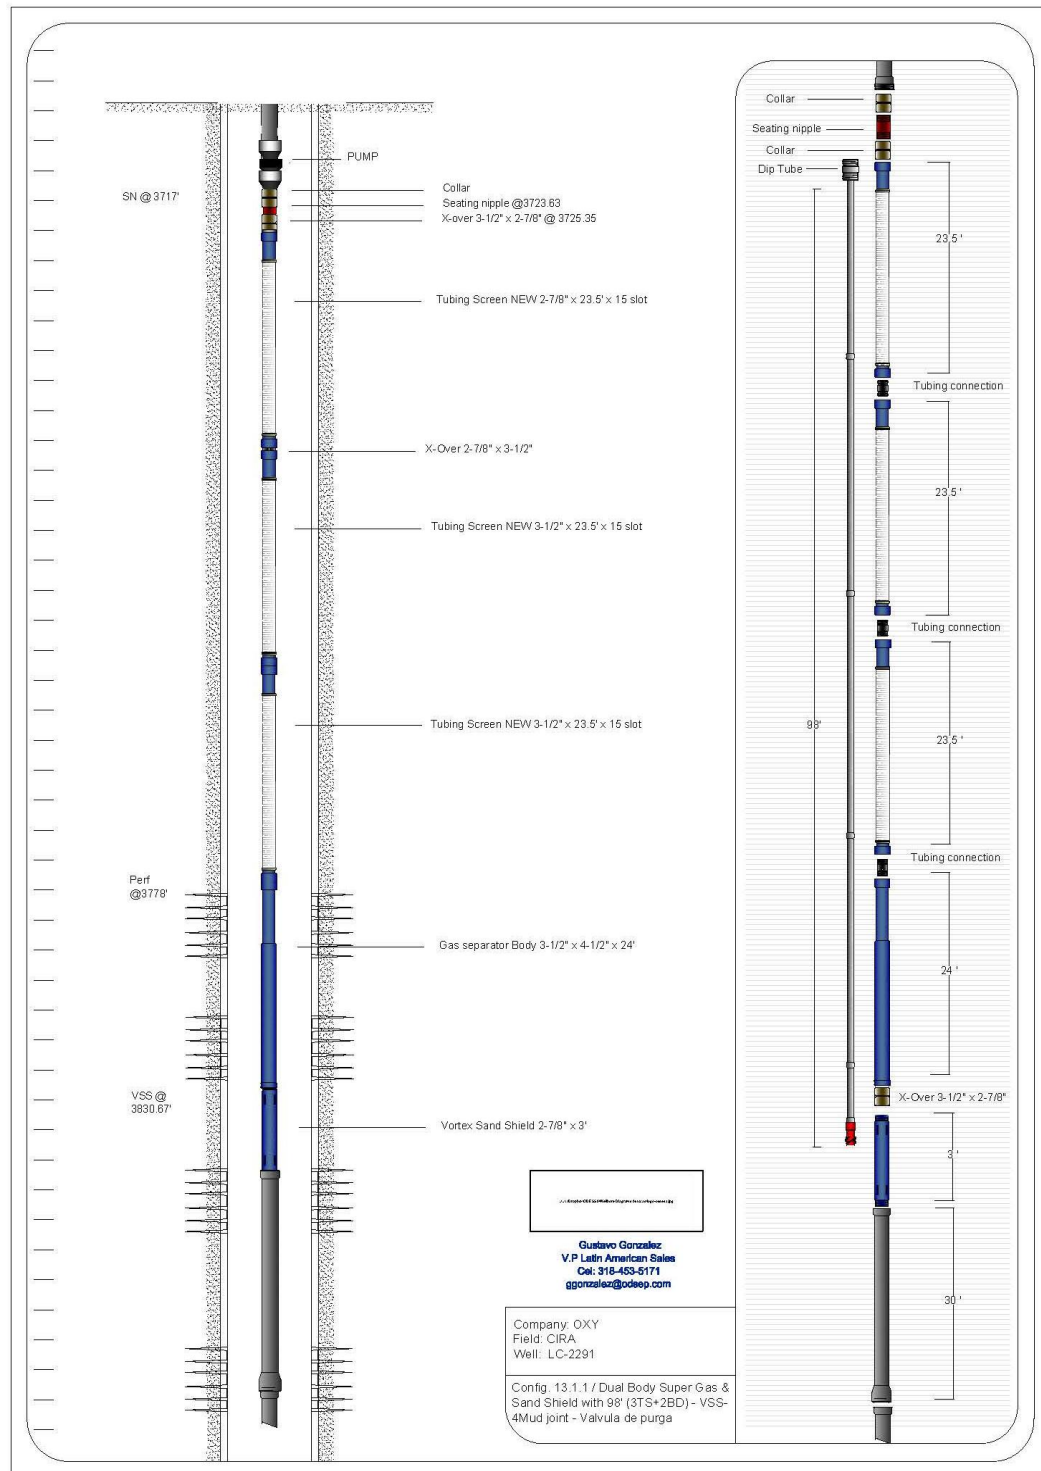 PUMP
SN @ 3717'
Collar
Seating nipple @3723.63
X-over 3-1/2" x 2-7/8" @ 3725.35
Tubing Screen NEW 2-7/8" x 23.5' x 15 slot
X-Over 2-7/8" x 3-1/2"
Tubing Screen NEW 3-1/2" x 23.5' x 15 slot
Tubing Screen NEW 3-1/2" x 23.5' x 15 slot
Perf
@3778'
Gas separator Body 3-1/2" x 4-1/2" x 24'
VSS @
3830.67'
Vortex Sand Shield 2-7/8" x 3'
Gustavo Gonzalez
V.P Latin American Sales
Cel: 318-453-5171
ggonzalez@odsep.com
Company: OXY
Field: CIRA
Well: LC-2291
Config. 13.1.1 / Dual Body Super Gas &
Sand Shield with 98' (3TS+2BD) - VSS-
4Mud joint - Valvula de purga
Collar
Seating nipple
Collar
Dip Tube
23.5 '
Tubing connection
23.5 '
Tubing connection
98'
23.5 '
Tubing connection
24 '
X-Over 3-1/2" x 2-7/8"
3 '
30 '